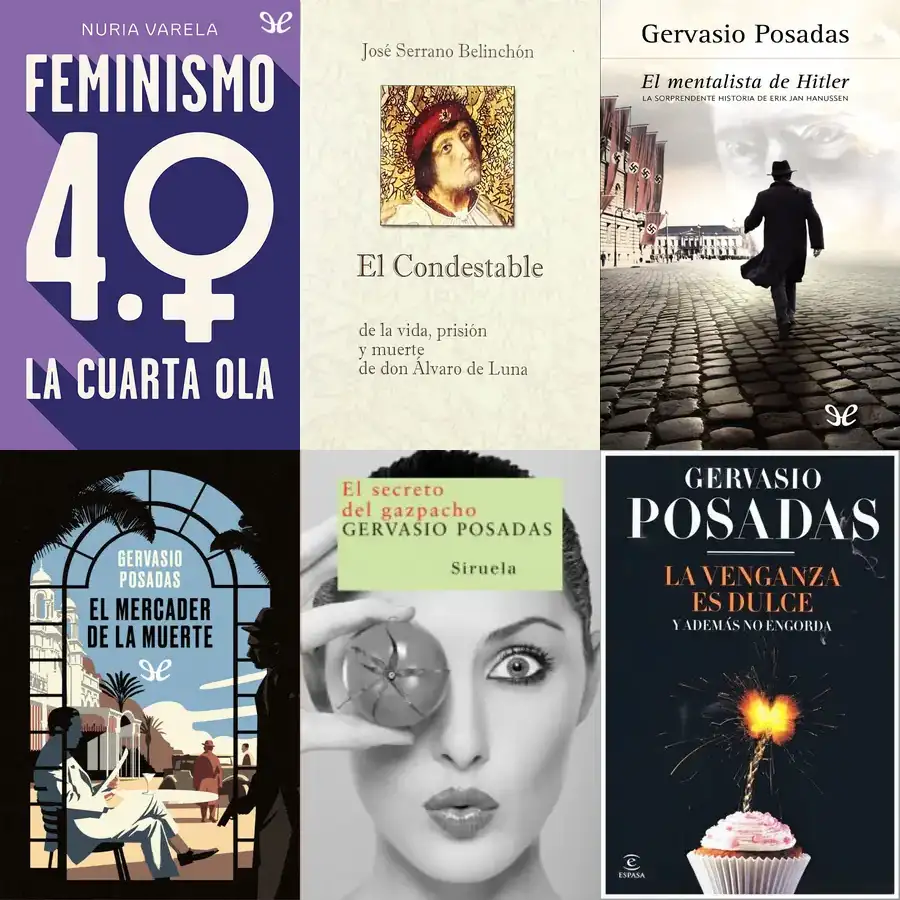 NURIA VARELA
FEMINISMO
4.0
LA CUARTA OLA
José Serrano Belinchón
El Condestable
de la vida, prisión
y muerte
de don Álvaro de Luna
Gervasio Posadas
El mentalista de Hitler
LA SORPRENDENTE HISTORIA DE ERIK JAN HANUSSEN
GERVASIO
POSADAS
EL MERCADER
DE LA MUERTE
El secreto
del gazpacho
GERVASIO POSADAS
Siruela
GERVASIO
POSADAS
LA VENGANZA
ES DULCE
Y ADEMÁS NO ENGORDA
ESPASA